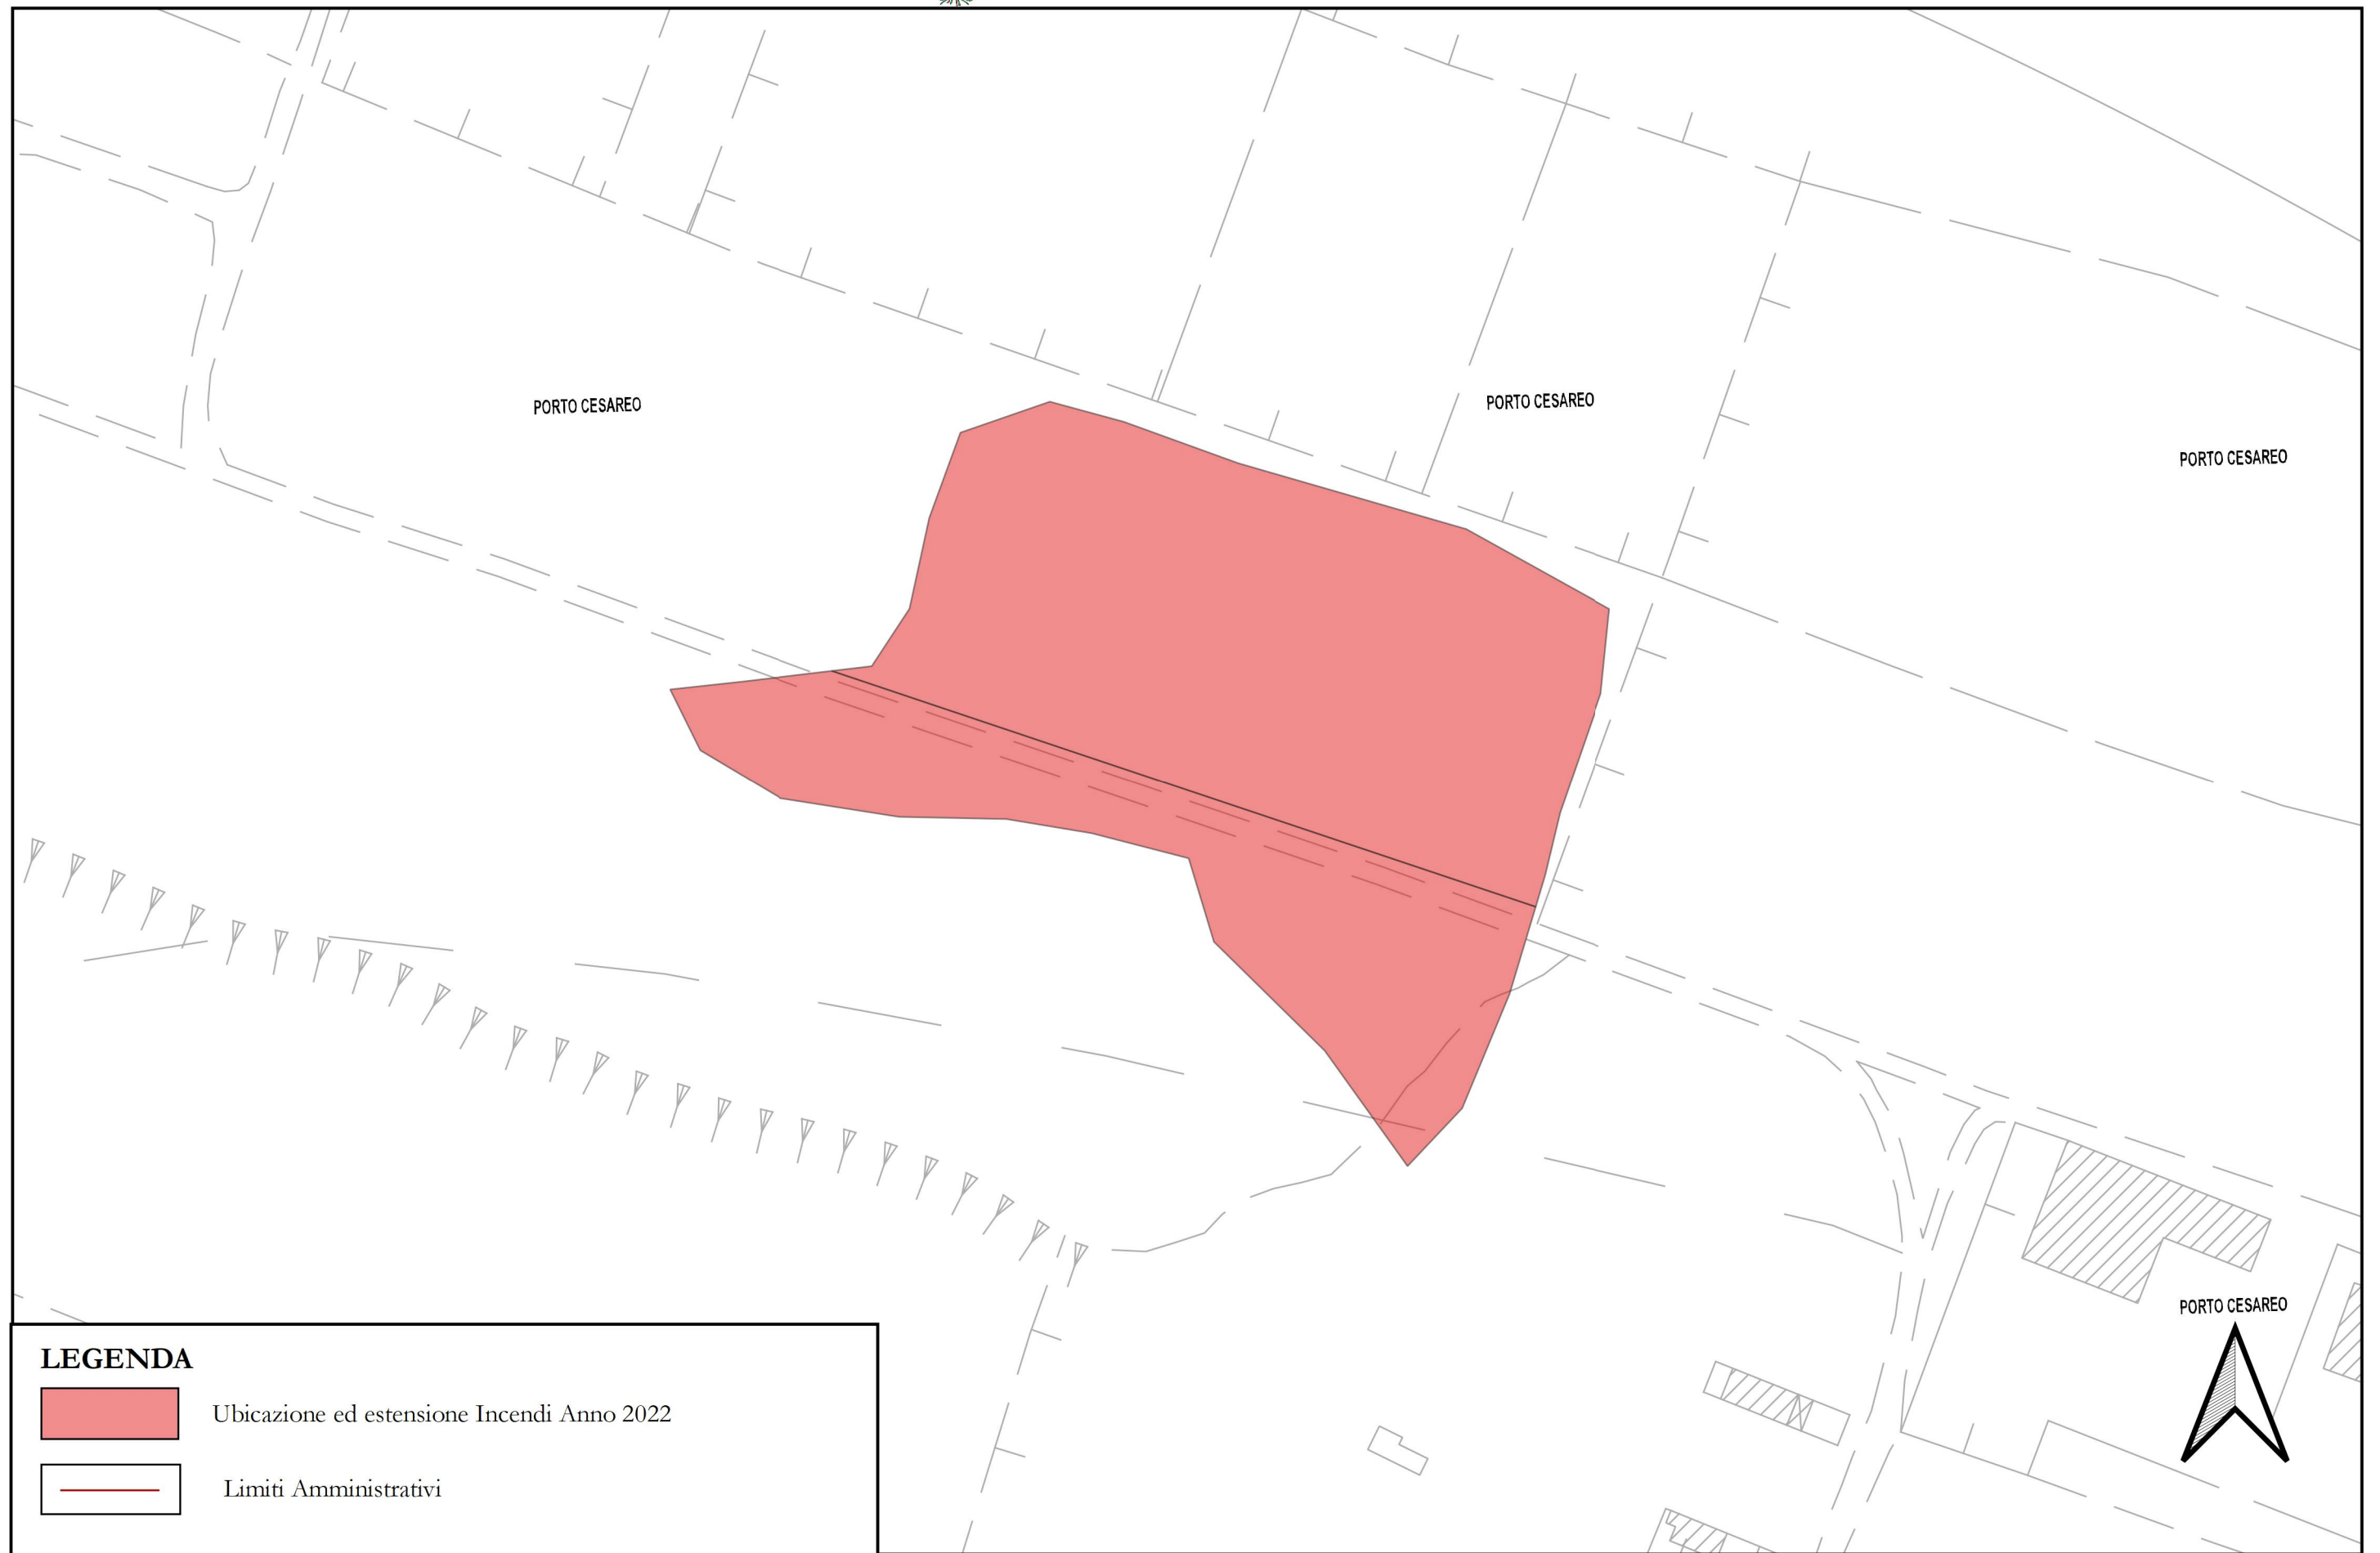 PORTO CESAREO
PORTO CESAREO
PORTO CESAREO
PORTO CESAREO
LEGENDA
Ubicazione ed estensione Incendi Anno 2022
Limiti Amministrativi